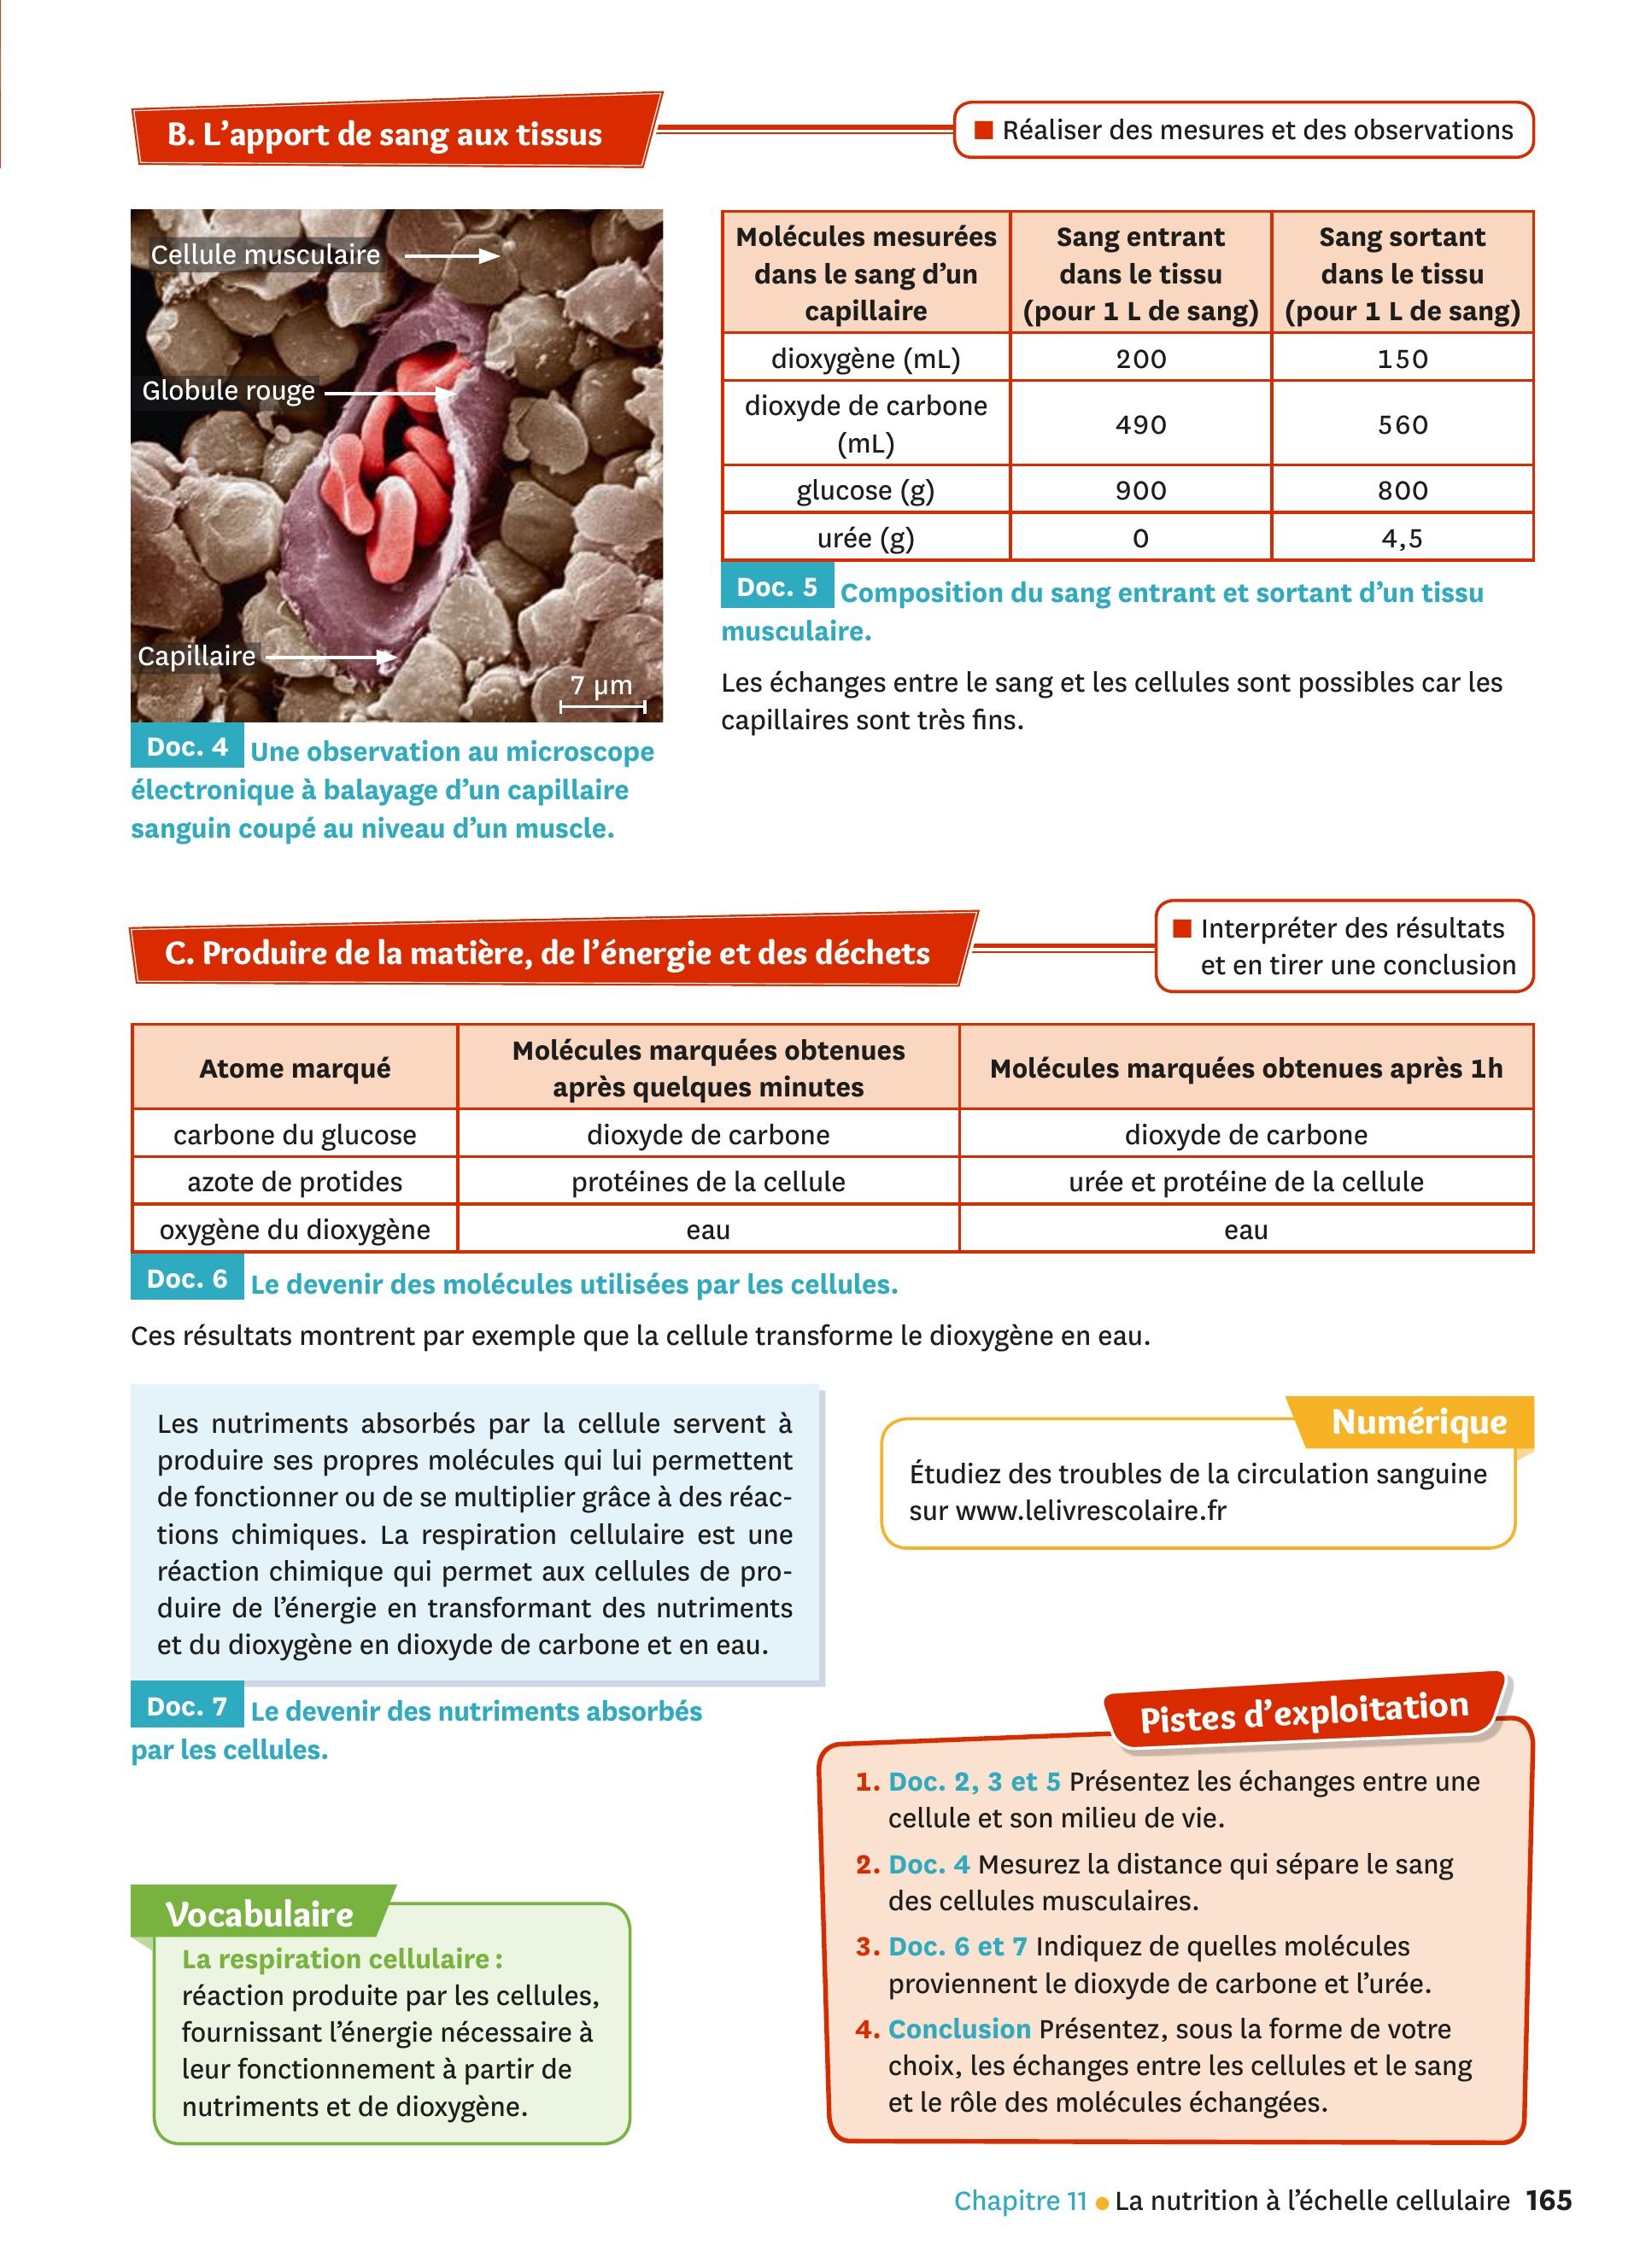 B. L'apport de sang aux tissus
■ Réaliser des mesures et des observations
Cellule musculaire
Globule rouge
Capillaire
7 µm
Doc. 4 Une observation au microscope
électronique à balayage d'un capillaire
sanguin coupé au niveau d'un muscle.
Molécules mesurées dans le sang d'un capillaire | Sang entrant dans le tissu (pour 1 L de sang) | Sang sortant dans le tissu (pour 1 L de sang)
dioxygène (mL) | 200 | 150
dioxyde de carbone (mL) | 490 | 560
glucose (g) | 900 | 800
urée (g) | 0 | 4,5
Doc. 5 Composition du sang entrant et sortant d'un tissu
musculaire.
Les échanges entre le sang et les cellules sont possibles car les
capillaires sont très fins.
C. Produire de la matière, de l'énergie et des déchets
■ Interpréter des résultats
et en tirer une conclusion
Atome marqué | Molécules marquées obtenues après quelques minutes | Molécules marquées obtenues après 1h
carbone du glucose | dioxyde de carbone | dioxyde de carbone
azote de protides | protéines de la cellule | urée et protéine de la cellule
oxygène du dioxygène | eau | eau
Doc. 6 Le devenir des molécules utilisées par les cellules.
Ces résultats montrent par exemple que la cellule transforme le dioxygène en eau.
Les nutriments absorbés par la cellule servent à
produire ses propres molécules qui lui permettent
de fonctionner ou de se multiplier grâce à des réac-
tions chimiques. La respiration cellulaire est une
réaction chimique qui permet aux cellules de pro-
duire de l'énergie en transformant des nutriments
et du dioxygène en dioxyde de carbone et en eau.
Doc. 7 Le devenir des nutriments absorbés
par les cellules.
Numérique
Étudiez des troubles de la circulation sanguine
sur www.lelivrescolaire.fr
Vocabulaire
La respiration cellulaire :
réaction produite par les cellules,
fournissant l'énergie nécessaire à
leur fonctionnement à partir de
nutriments et de dioxygène.
Pistes d'exploitation
1. Doc. 2, 3 et 5 Présentez les échanges entre une
cellule et son milieu de vie.
2. Doc. 4 Mesurez la distance qui sépare le sang
des cellules musculaires.
3. Doc. 6 et 7 Indiquez de quelles molécules
proviennent le dioxyde de carbone et l'urée.
4. Conclusion Présentez, sous la forme de votre
choix, les échanges entre les cellules et le sang
et le rôle des molécules échangées.
Chapitre 11 ● La nutrition à l'échelle cellulaire 165